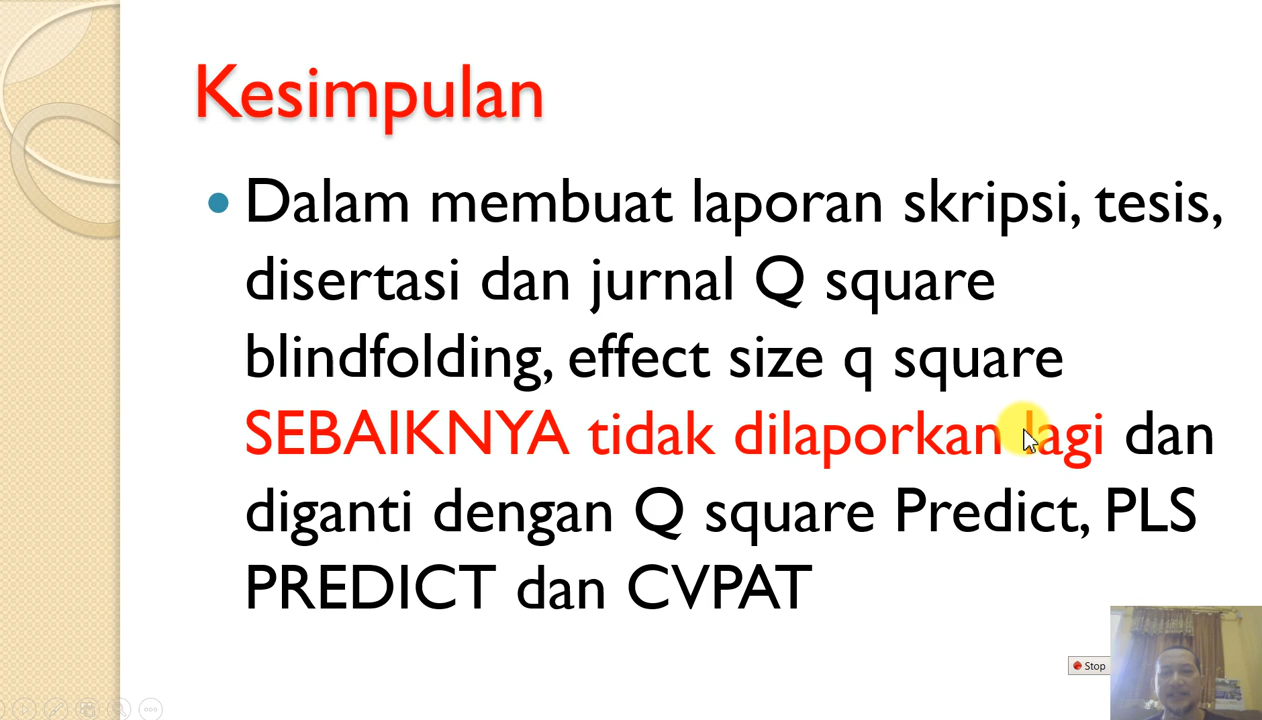 Kesimpulan
Dalam membuat laporan skripsi, tesis,
disertasi dan jurnal Q square
blindfolding, effect size q square
SEBAIKNYA tidak dilaporkan lagi dan
diganti dengan Q square Predict, PLS
PREDICT dan CVPAT
Stop